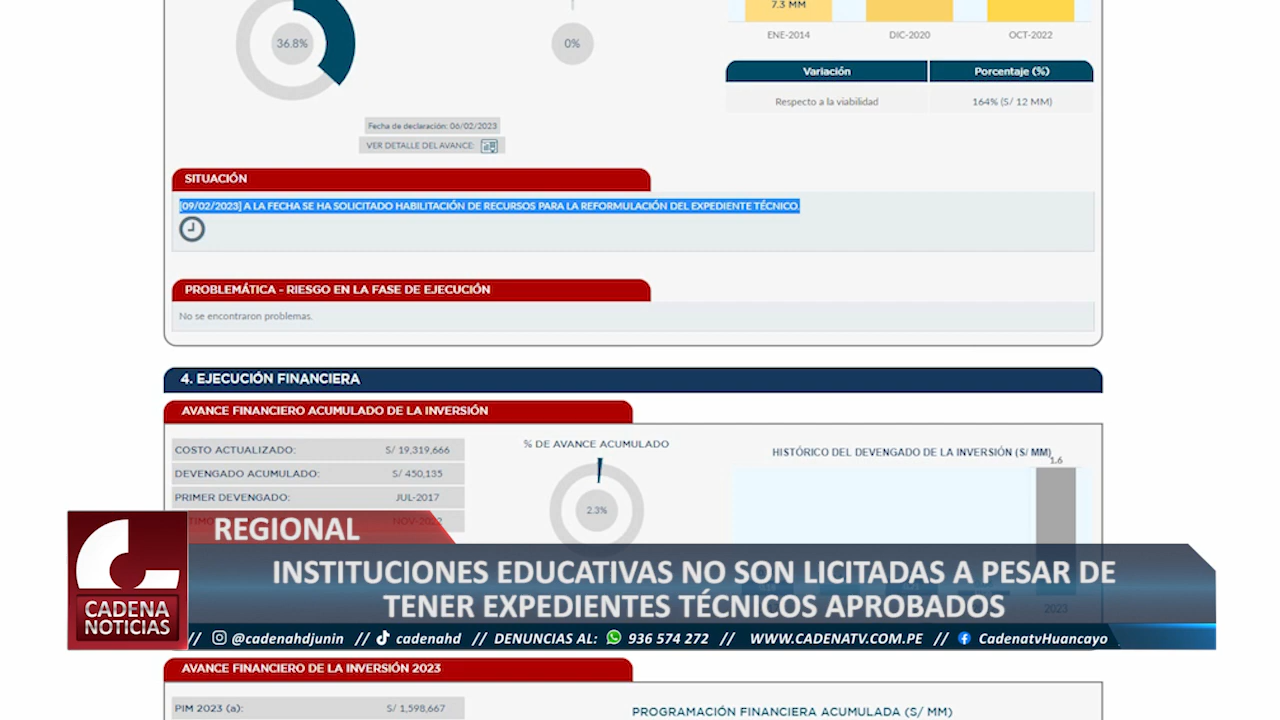 36.8%
0%
7.3 MM
ENE-2014
DIC-2020
OCT-2022
Variación
Porcentaje (%)
Respecto a la viabilidad
164% (S/ 12 MM)
Fecha de declaración: 06/02/2023
VER DETALLE DEL AVANCE:
SITUACIÓN
[09/02/2023] A LA FECHA SE HA SOLICITADO HABILITACIÓN DE RECURSOS PARA LA REFORMULACIÓN DEL EXPEDIENTE TÉCNICO.
PROBLEMÁTICA - RIESGO EN LA FASE DE EJECUCIÓN
No se encontraron problemas.
4. EJECUCIÓN FINANCIERA
AVANCE FINANCIERO ACUMULADO DE LA INVERSIÓN
COSTO ACTUALIZADO: S/ 19,319,666
DEVENGADO ACUMULADO: S/ 450,135
PRIMER DEVENGADO: JUL-2017
NOV-2022
% DE AVANCE ACUMULADO
2.3%
HISTÓRICO DEL DEVENGADO DE LA INVERSIÓN (S/ MM)
1.6
2023
REGIONAL
INSTITUCIONES EDUCATIVAS NO SON LICITADAS A PESAR DE
TENER EXPEDIENTES TÉCNICOS APROBADOS
CADENA
NOTICIAS
// @cadenahdjunin // cadenahd // DENUNCIAS AL: 936 574 272 // WWW.CADENATV.COM.PE // CadenatvHuancayo
AVANCE FINANCIERO DE LA INVERSIÓN 2023
PIM 2023 (a): S/ 1,598,667
PROGRAMACIÓN FINANCIERA ACUMULADA (S/ MM)